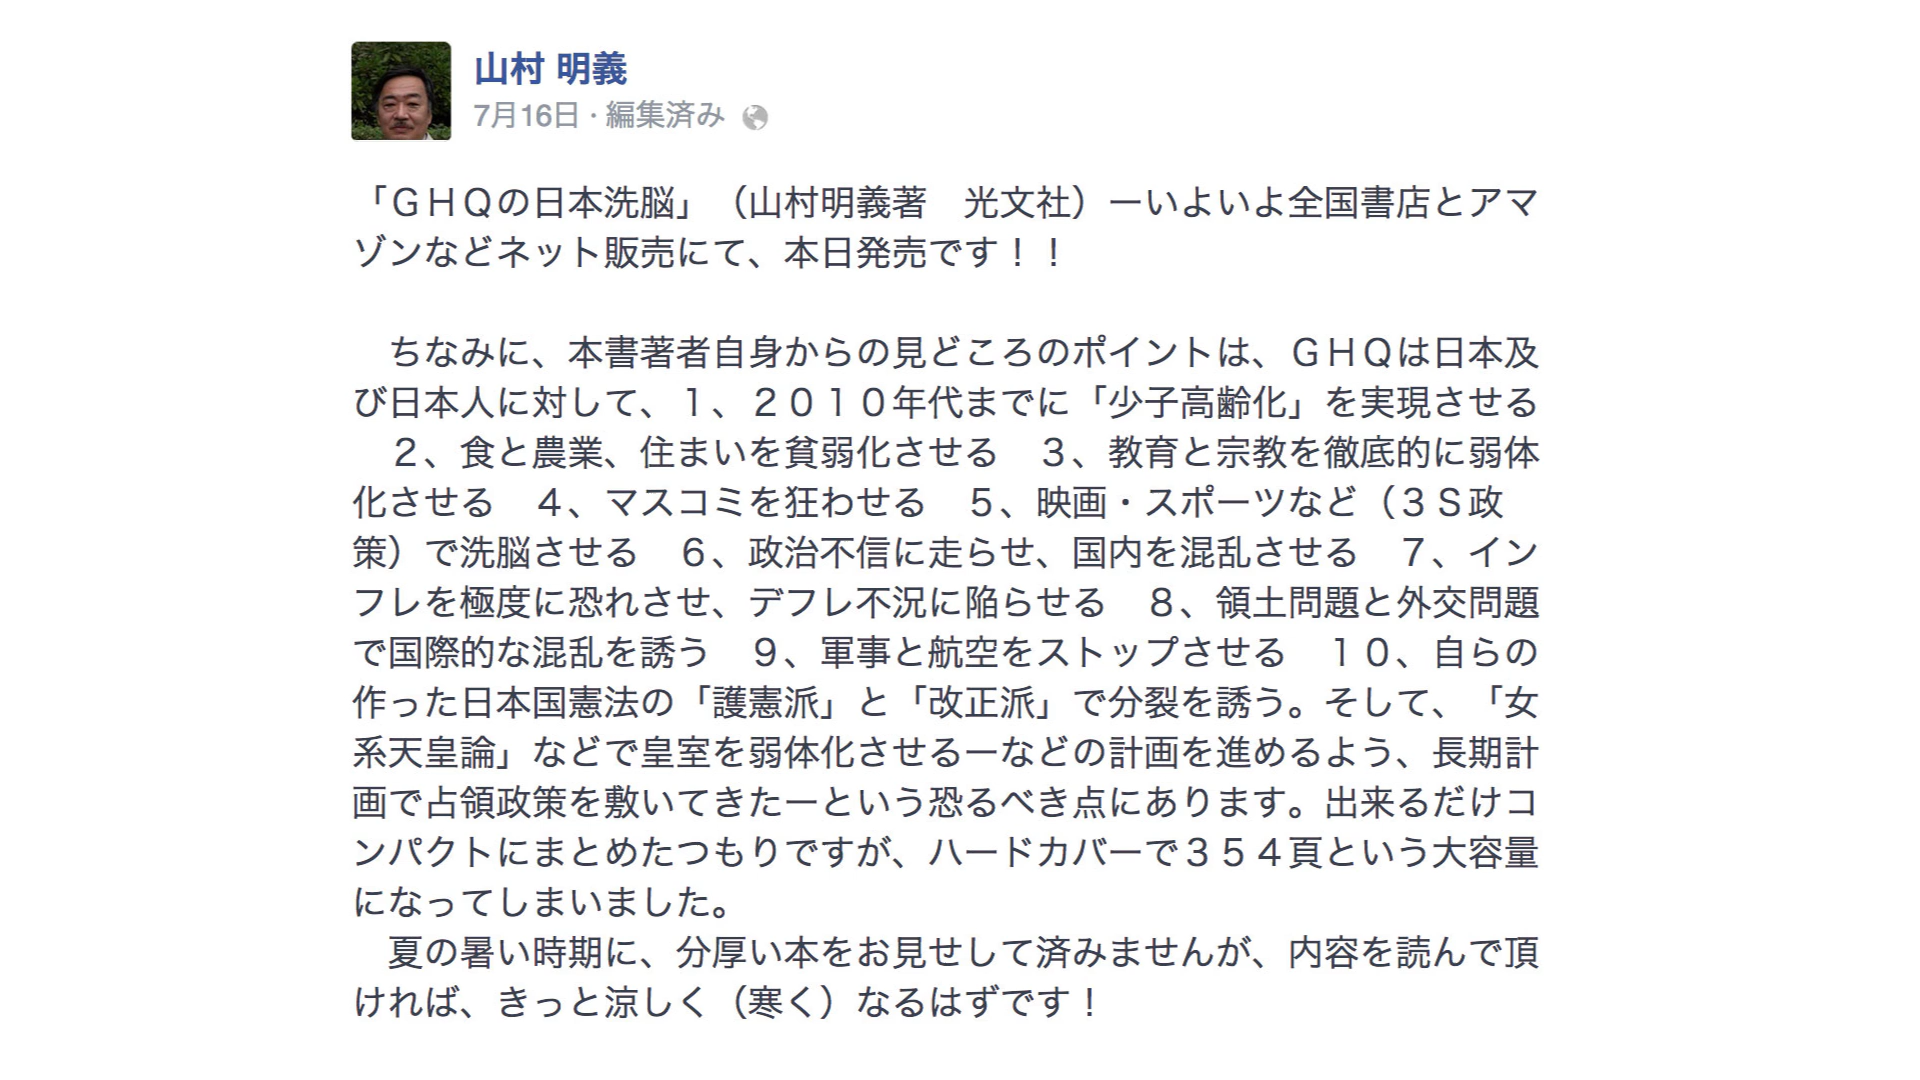 山村 明義
7月16日 · 編集済み
「ＧＨＱの日本洗脳」（山村明義著　光文社）ーいよいよ全国書店とアマ
ゾンなどネット販売にて、本日発売です！！
　ちなみに、本書著者自身からの見どころのポイントは、ＧＨＱは日本及
び日本人に対して、１、２０１０年代までに「少子高齢化」を実現させる
　２、食と農業、住まいを貧弱化させる　３、教育と宗教を徹底的に弱体
化させる　４、マスコミを狂わせる　５、映画・スポーツなど（３Ｓ政
策）で洗脳させる　６、政治不信に走らせ、国内を混乱させる　７、イン
フレを極度に恐れさせ、デフレ不況に陥らせる　８、領土問題と外交問題
で国際的な混乱を誘う　９、軍事と航空をストップさせる　１０、自らの
作った日本国憲法の「護憲派」と「改正派」で分裂を誘う。そして、「女
系天皇論」などで皇室を弱体化させるーなどの計画を進めるよう、長期計
画で占領政策を敷いてきたーという恐るべき点にあります。出来るだけコ
ンパクトにまとめたつもりですが、ハードカバーで３５４頁という大容量
になってしまいました。
　夏の暑い時期に、分厚い本をお見せして済みませんが、内容を読んで頂
ければ、きっと涼しく（寒く）なるはずです！